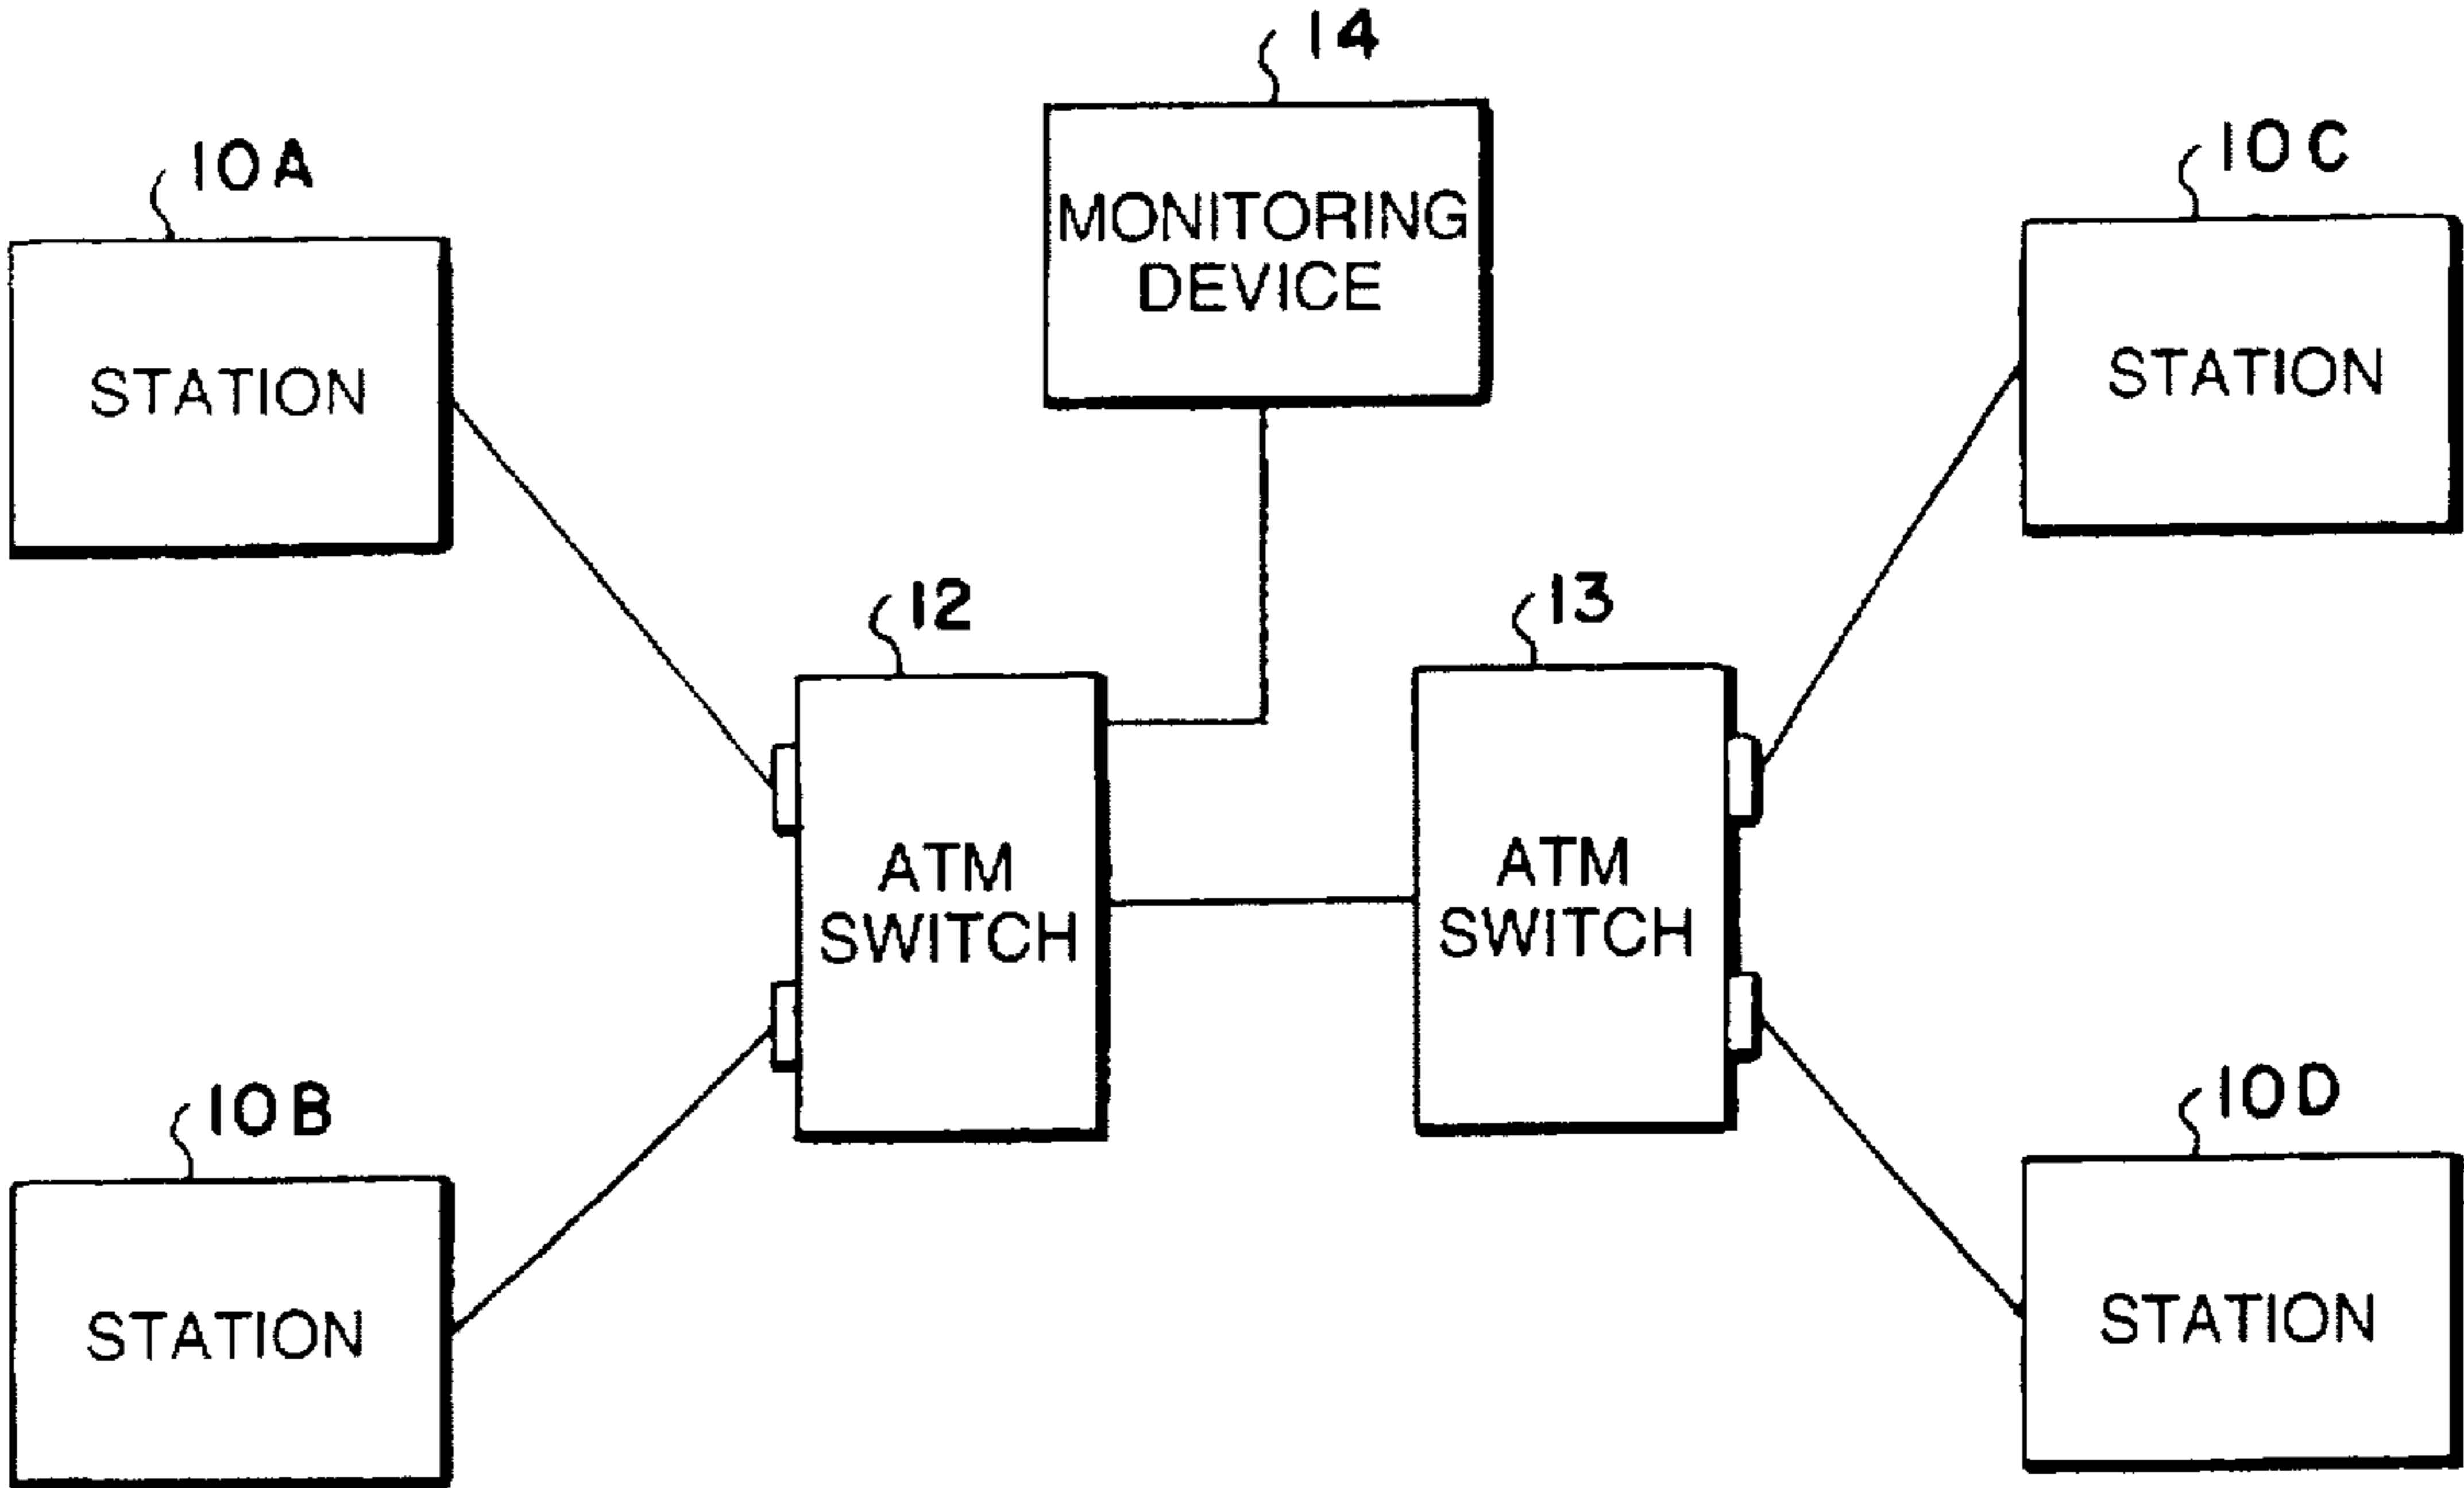 14
10A
10C
MONITORING
DEVICE
STATION
STATION
12
13
ATM
SWITCH
ATM
SWITCH
10B
10D
STATION
STATION